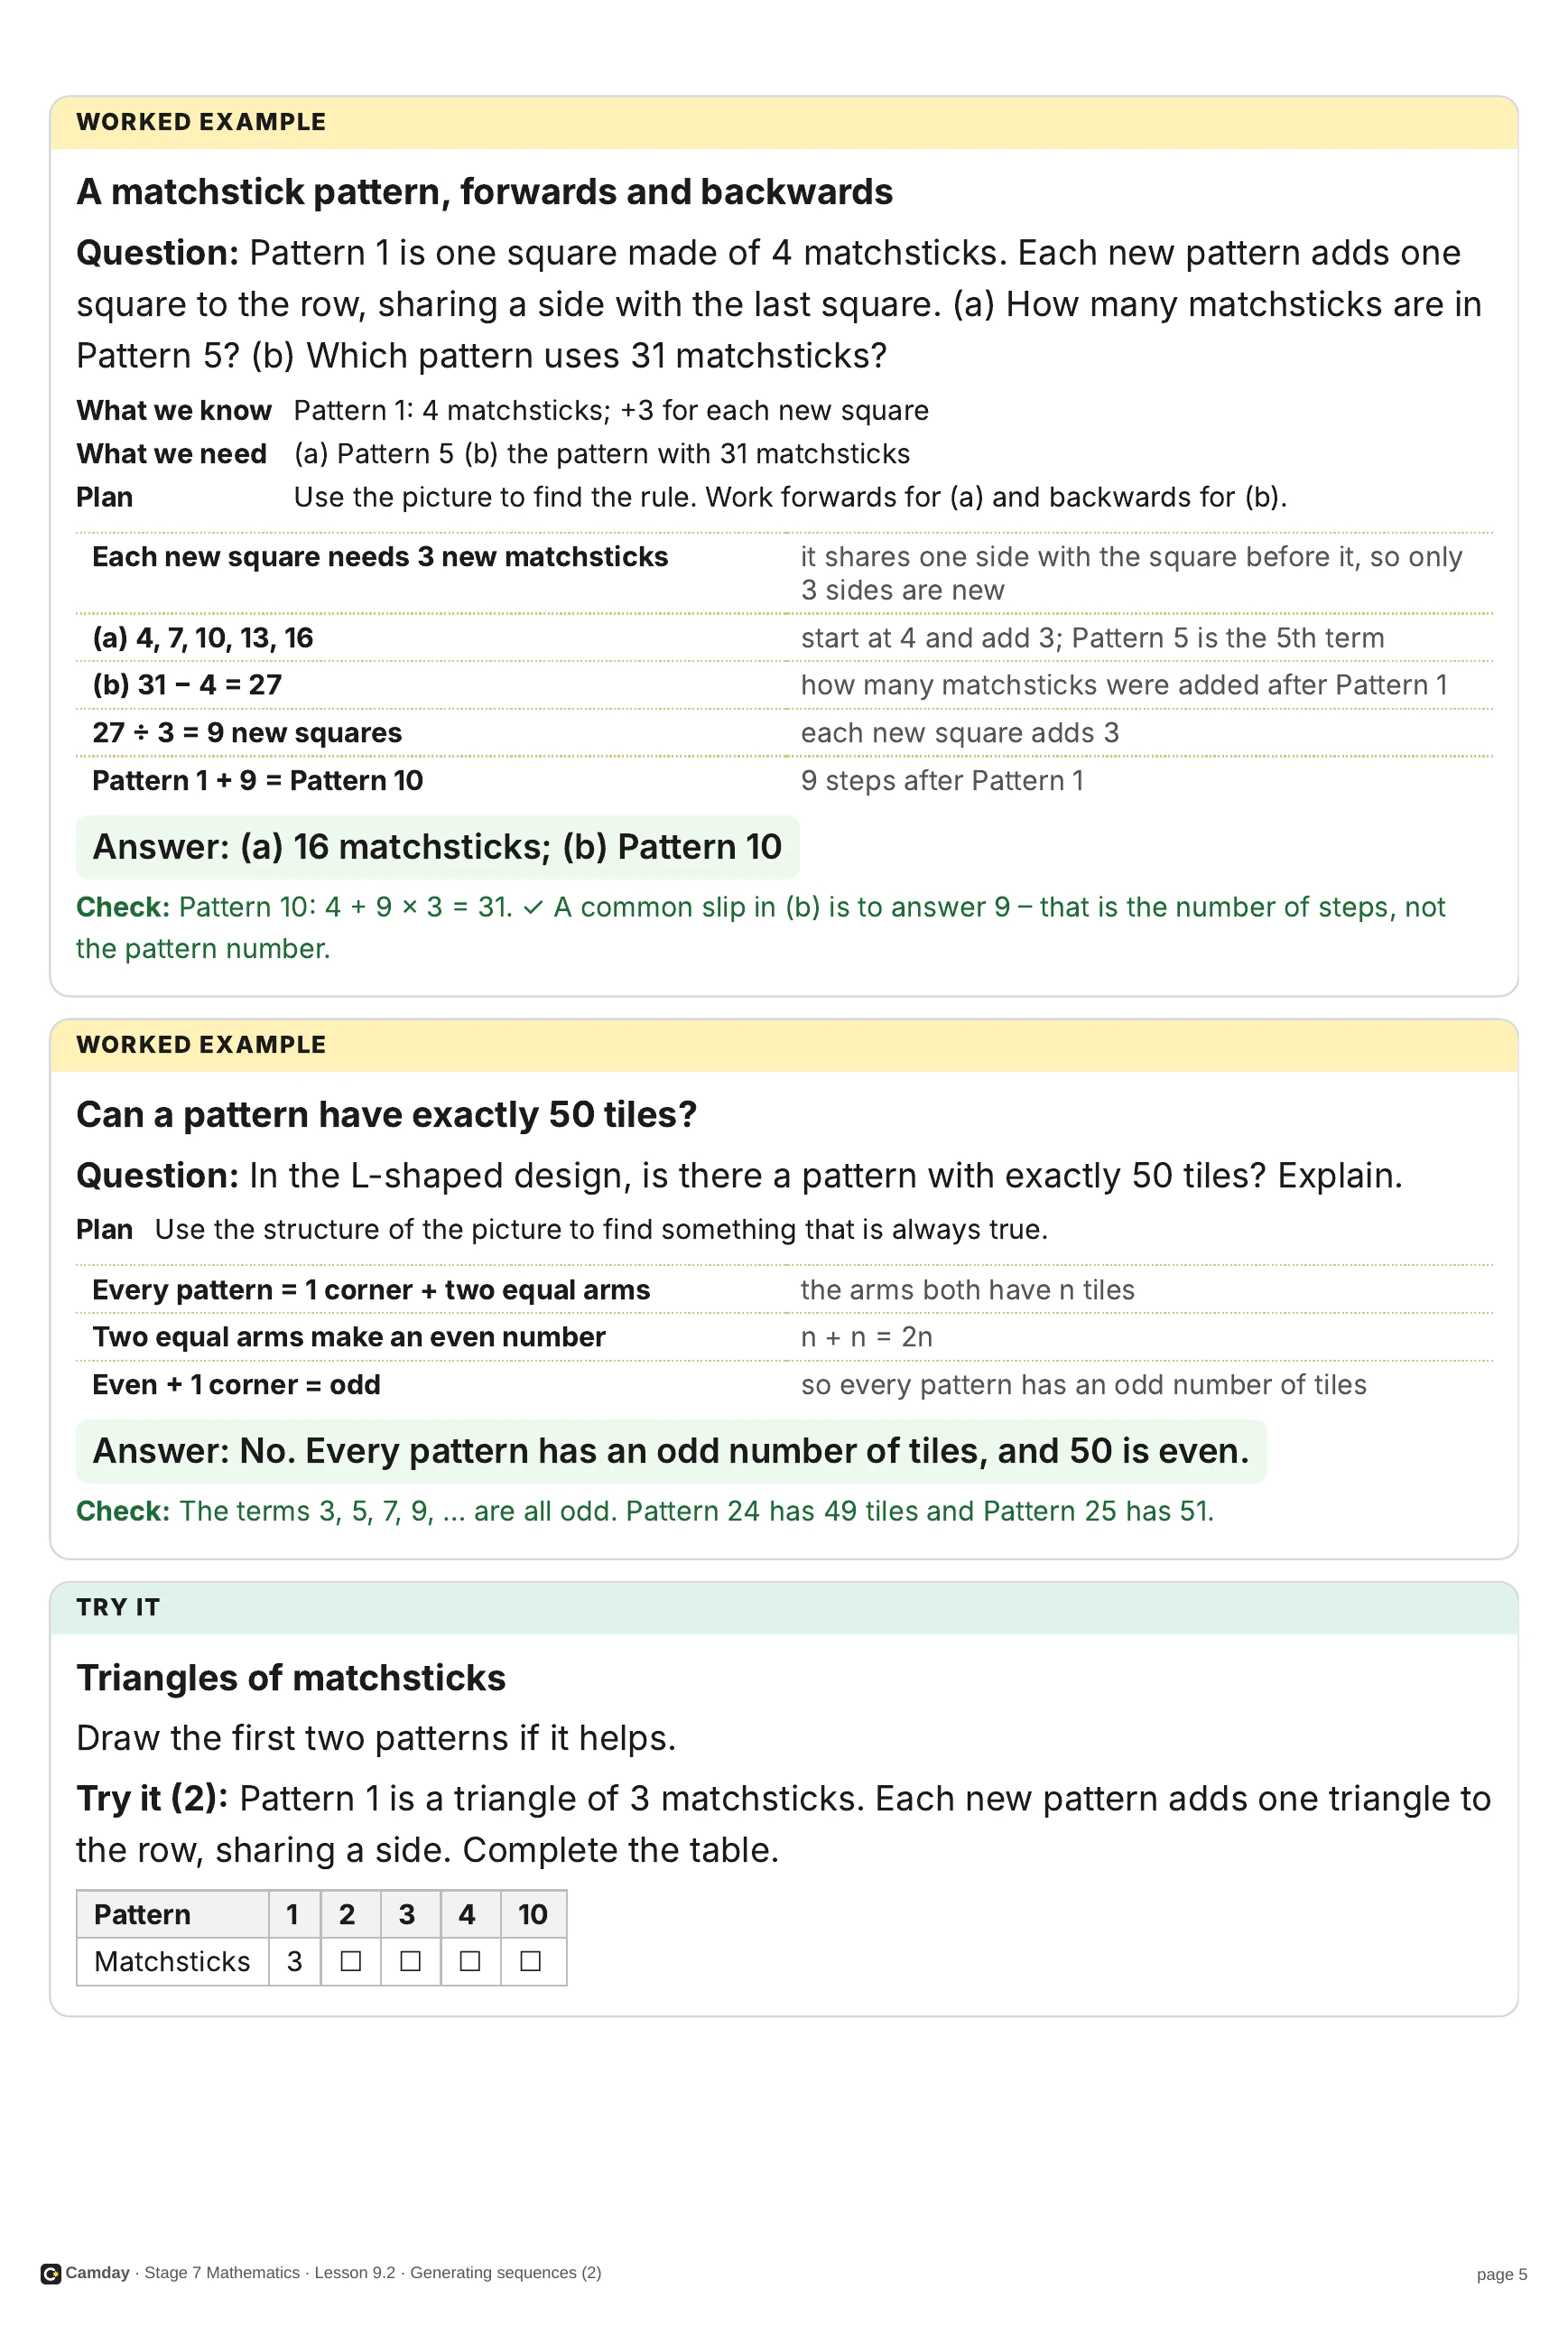 WORKED EXAMPLE
A matchstick pattern, forwards and backwards
Question: Pattern 1 is one square made of 4 matchsticks. Each new pattern adds one
square to the row, sharing a side with the last square. (a) How many matchsticks are in
Pattern 5? (b) Which pattern uses 31 matchsticks?
What we know Pattern 1: 4 matchsticks; +3 for each new square
What we need (a) Pattern 5 (b) the pattern with 31 matchsticks
Plan Use the picture to find the rule. Work forwards for (a) and backwards for (b).
Each new square needs 3 new matchsticks it shares one side with the square before it, so only
3 sides are new
(a) 4, 7, 10, 13, 16 start at 4 and add 3; Pattern 5 is the 5th term
(b) 31 − 4 = 27 how many matchsticks were added after Pattern 1
27 ÷ 3 = 9 new squares each new square adds 3
Pattern 1 + 9 = Pattern 10 9 steps after Pattern 1
Answer: (a) 16 matchsticks; (b) Pattern 10
Check: Pattern 10: 4 + 9 × 3 = 31. ✓ A common slip in (b) is to answer 9 – that is the number of steps, not
the pattern number.
WORKED EXAMPLE
Can a pattern have exactly 50 tiles?
Question: In the L-shaped design, is there a pattern with exactly 50 tiles? Explain.
Plan Use the structure of the picture to find something that is always true.
Every pattern = 1 corner + two equal arms the arms both have n tiles
Two equal arms make an even number n + n = 2n
Even + 1 corner = odd so every pattern has an odd number of tiles
Answer: No. Every pattern has an odd number of tiles, and 50 is even.
Check: The terms 3, 5, 7, 9, … are all odd. Pattern 24 has 49 tiles and Pattern 25 has 51.
TRY IT
Triangles of matchsticks
Draw the first two patterns if it helps.
Try it (2): Pattern 1 is a triangle of 3 matchsticks. Each new pattern adds one triangle to
the row, sharing a side. Complete the table.
Pattern 1 2 3 4 10
Matchsticks 3 □ □ □ □
Camday · Stage 7 Mathematics · Lesson 9.2 · Generating sequences (2) page 5